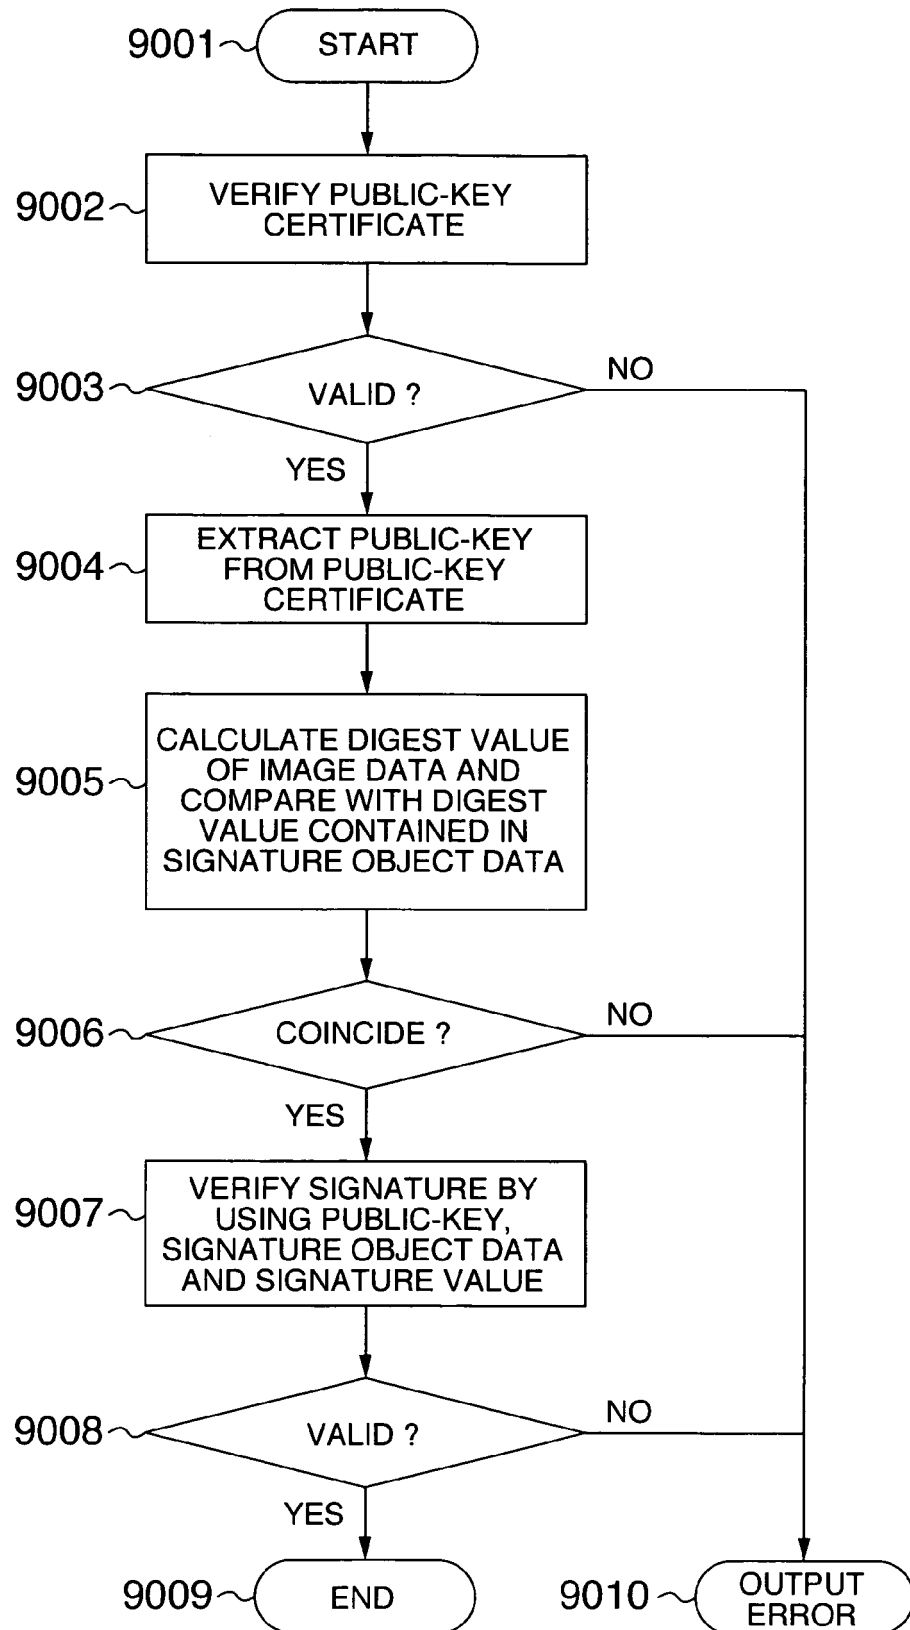 9001
START
9002
VERIFY PUBLIC-KEY
CERTIFICATE
9003
VALID ?
NO
YES
9004
EXTRACT PUBLIC-KEY
FROM PUBLIC-KEY
CERTIFICATE
9005
CALCULATE DIGEST VALUE
OF IMAGE DATA AND
COMPARE WITH DIGEST
VALUE CONTAINED IN
SIGNATURE OBJECT DATA
9006
COINCIDE ?
NO
YES
9007
VERIFY SIGNATURE BY
USING PUBLIC-KEY,
SIGNATURE OBJECT DATA
AND SIGNATURE VALUE
9008
VALID ?
NO
YES
9009
END
9010
OUTPUT
ERROR